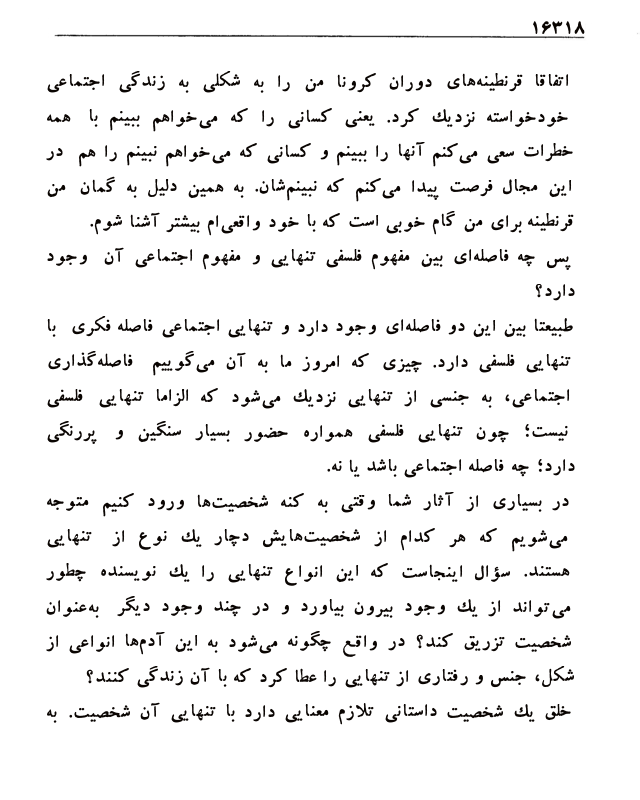 ۱۶۳۱۸
اتفاقا قرنطینه‌های دوران کرونا من را به شکلی به زندگی اجتماعی
خودخواسته نزدیك کرد. یعنی کسانی را که می‌خواهم ببینم با همه
خطرات سعی می‌کنم آنها را ببینم و کسانی که می‌خواهم نبینم را هم در
این مجال فرصت پیدا می‌کنم که نبینم‌شان. به همین دلیل به گمان من
قرنطینه برای من گام خوبی است که با خود واقعی‌ام بیشتر آشنا شوم.
پس چه فاصله‌ای بین مفهوم فلسفی تنهایی و مفهوم اجتماعی آن وجود
دارد؟
طبیعتا بین این دو فاصله‌ای وجود دارد و تنهایی اجتماعی فاصله فکری با
تنهایی فلسفی دارد. چیزی که امروز ما به آن می‌گوییم فاصله‌گذاری
اجتماعی، به جنسی از تنهایی نزدیك می‌شود که الزاما تنهایی فلسفی
نیست؛ چون تنهایی فلسفی همواره حضور بسیار سنگین و پررنگی
دارد؛ چه فاصله اجتماعی باشد یا نه.
در بسیاری از آثار شما وقتی به کنه شخصیت‌ها ورود کنیم متوجه
می‌شویم که هر کدام از شخصیت‌هایش دچار یك نوع از تنهایی
هستند. سؤال اینجاست که این انواع تنهایی را یك نویسنده چطور
می‌تواند از یك وجود بیرون بیاورد و در چند وجود دیگر به‌عنوان
شخصیت تزریق کند؟ در واقع چگونه می‌شود به این آدم‌ها انواعی از
شکل، جنس و رفتاری از تنهایی را عطا کرد که با آن زندگی کنند؟
خلق یك شخصیت داستانی تلازم معنایی دارد با تنهایی آن شخصیت. به